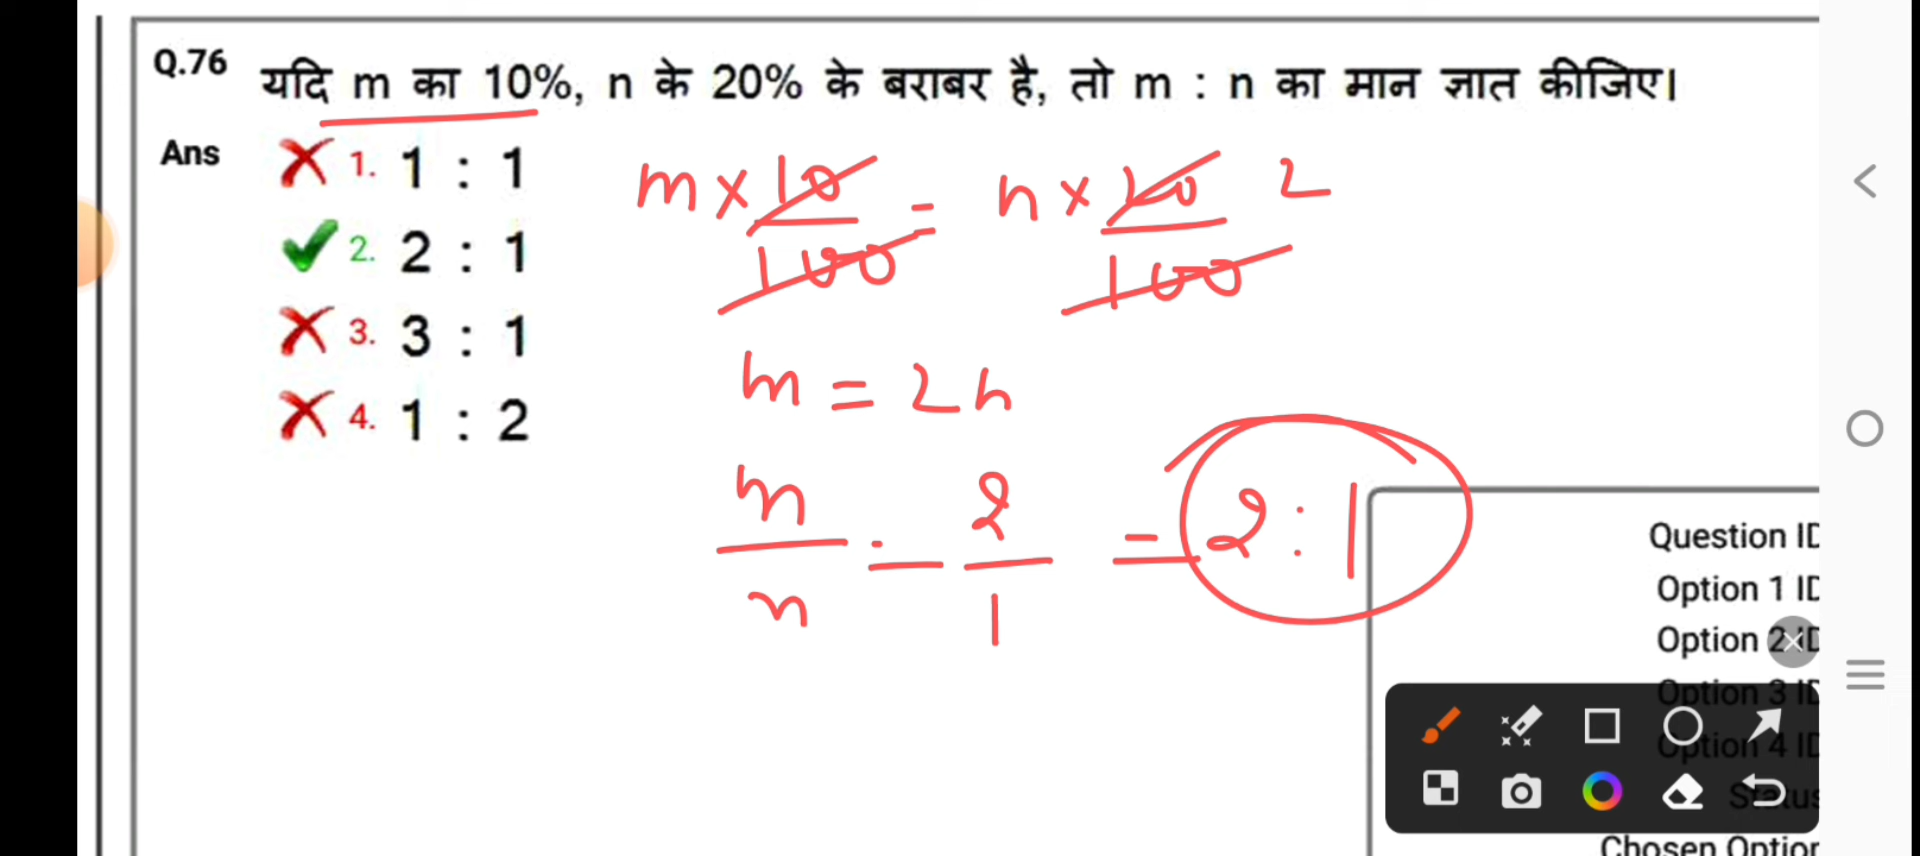 Q.76 यदि m का 10%, n के 20% के बराबर है, तो m : n का मान ज्ञात कीजिए।
Ans
1. 1 : 1
2. 2 : 1
3. 3 : 1
4. 1 : 2
m × 10/100 = n × 20/100 2
m = 2n
m/n = 2/1 = 2 : 1
Question ID
Option 1 ID
Option 2 ID
Option 3 ID
Option 4 ID
Status
Chosen Option